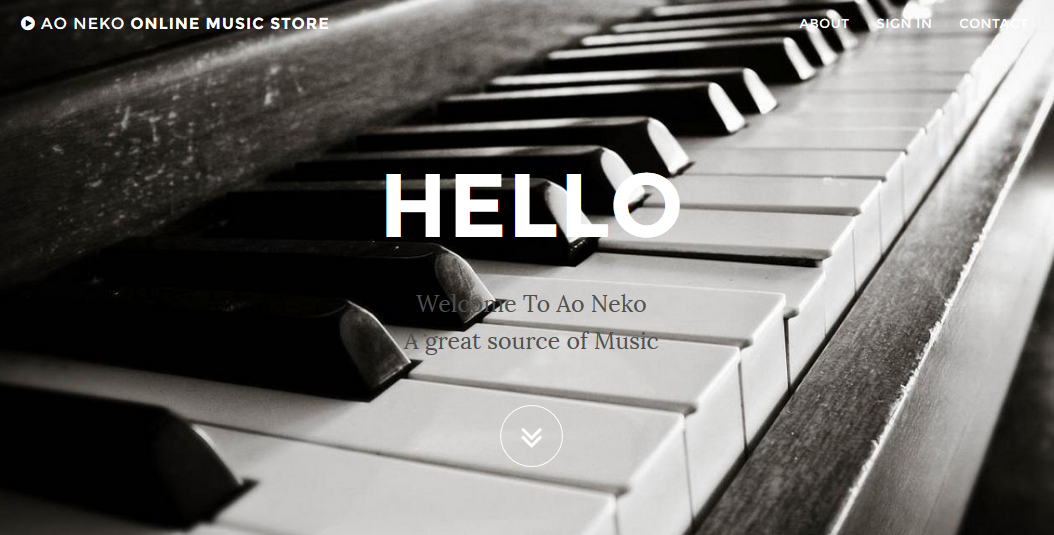 AO NEKO ONLINE MUSIC STORE
ABOUT SIGN IN CONTACT
HELLO
Welcome To Ao Neko
A great source of Music